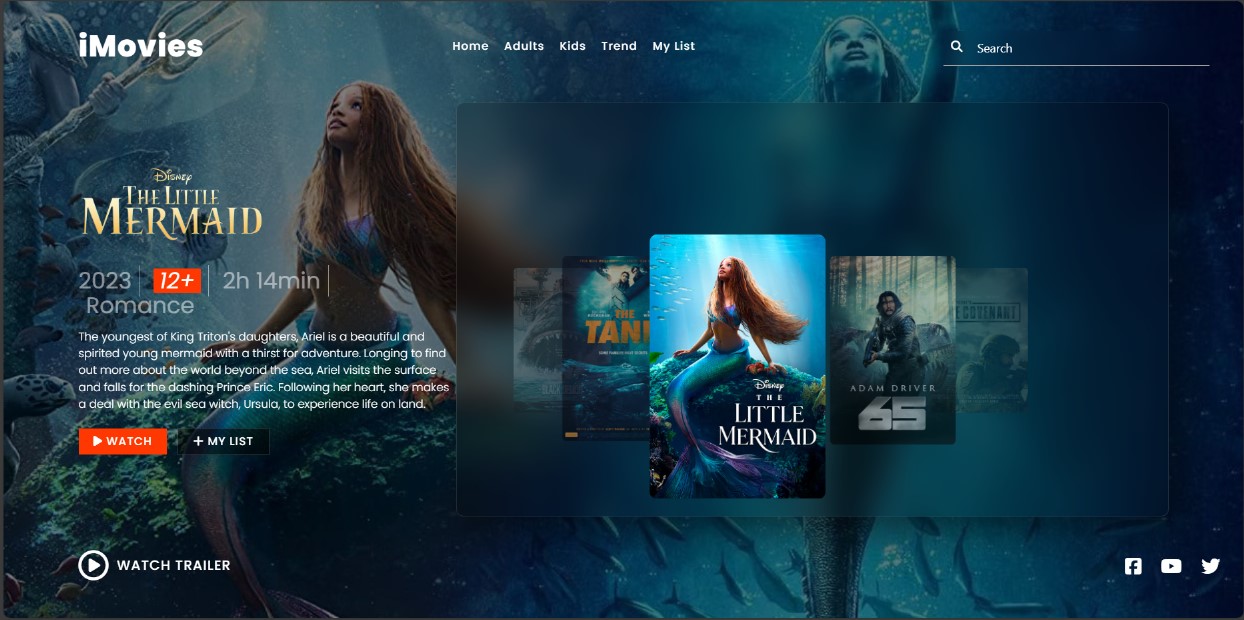 iMovies
Home Adults Kids Trend My List
Search
Disney
THE LITTLE
MERMAID
2023 12+ 2h 14min
Romance
The youngest of King Triton's daughters, Ariel is a beautiful and
spirited young mermaid with a thirst for adventure. Longing to find
out more about the world beyond the sea, Ariel visits the surface
and falls for the dashing Prince Eric. Following her heart, she makes
a deal with the evil sea witch, Ursula, to experience life on land.
WATCH
MY LIST
THE
TAN
Disney
THE
LITTLE
MERMAID
ADAM DRIVER
65
COVENANT
WATCH TRAILER